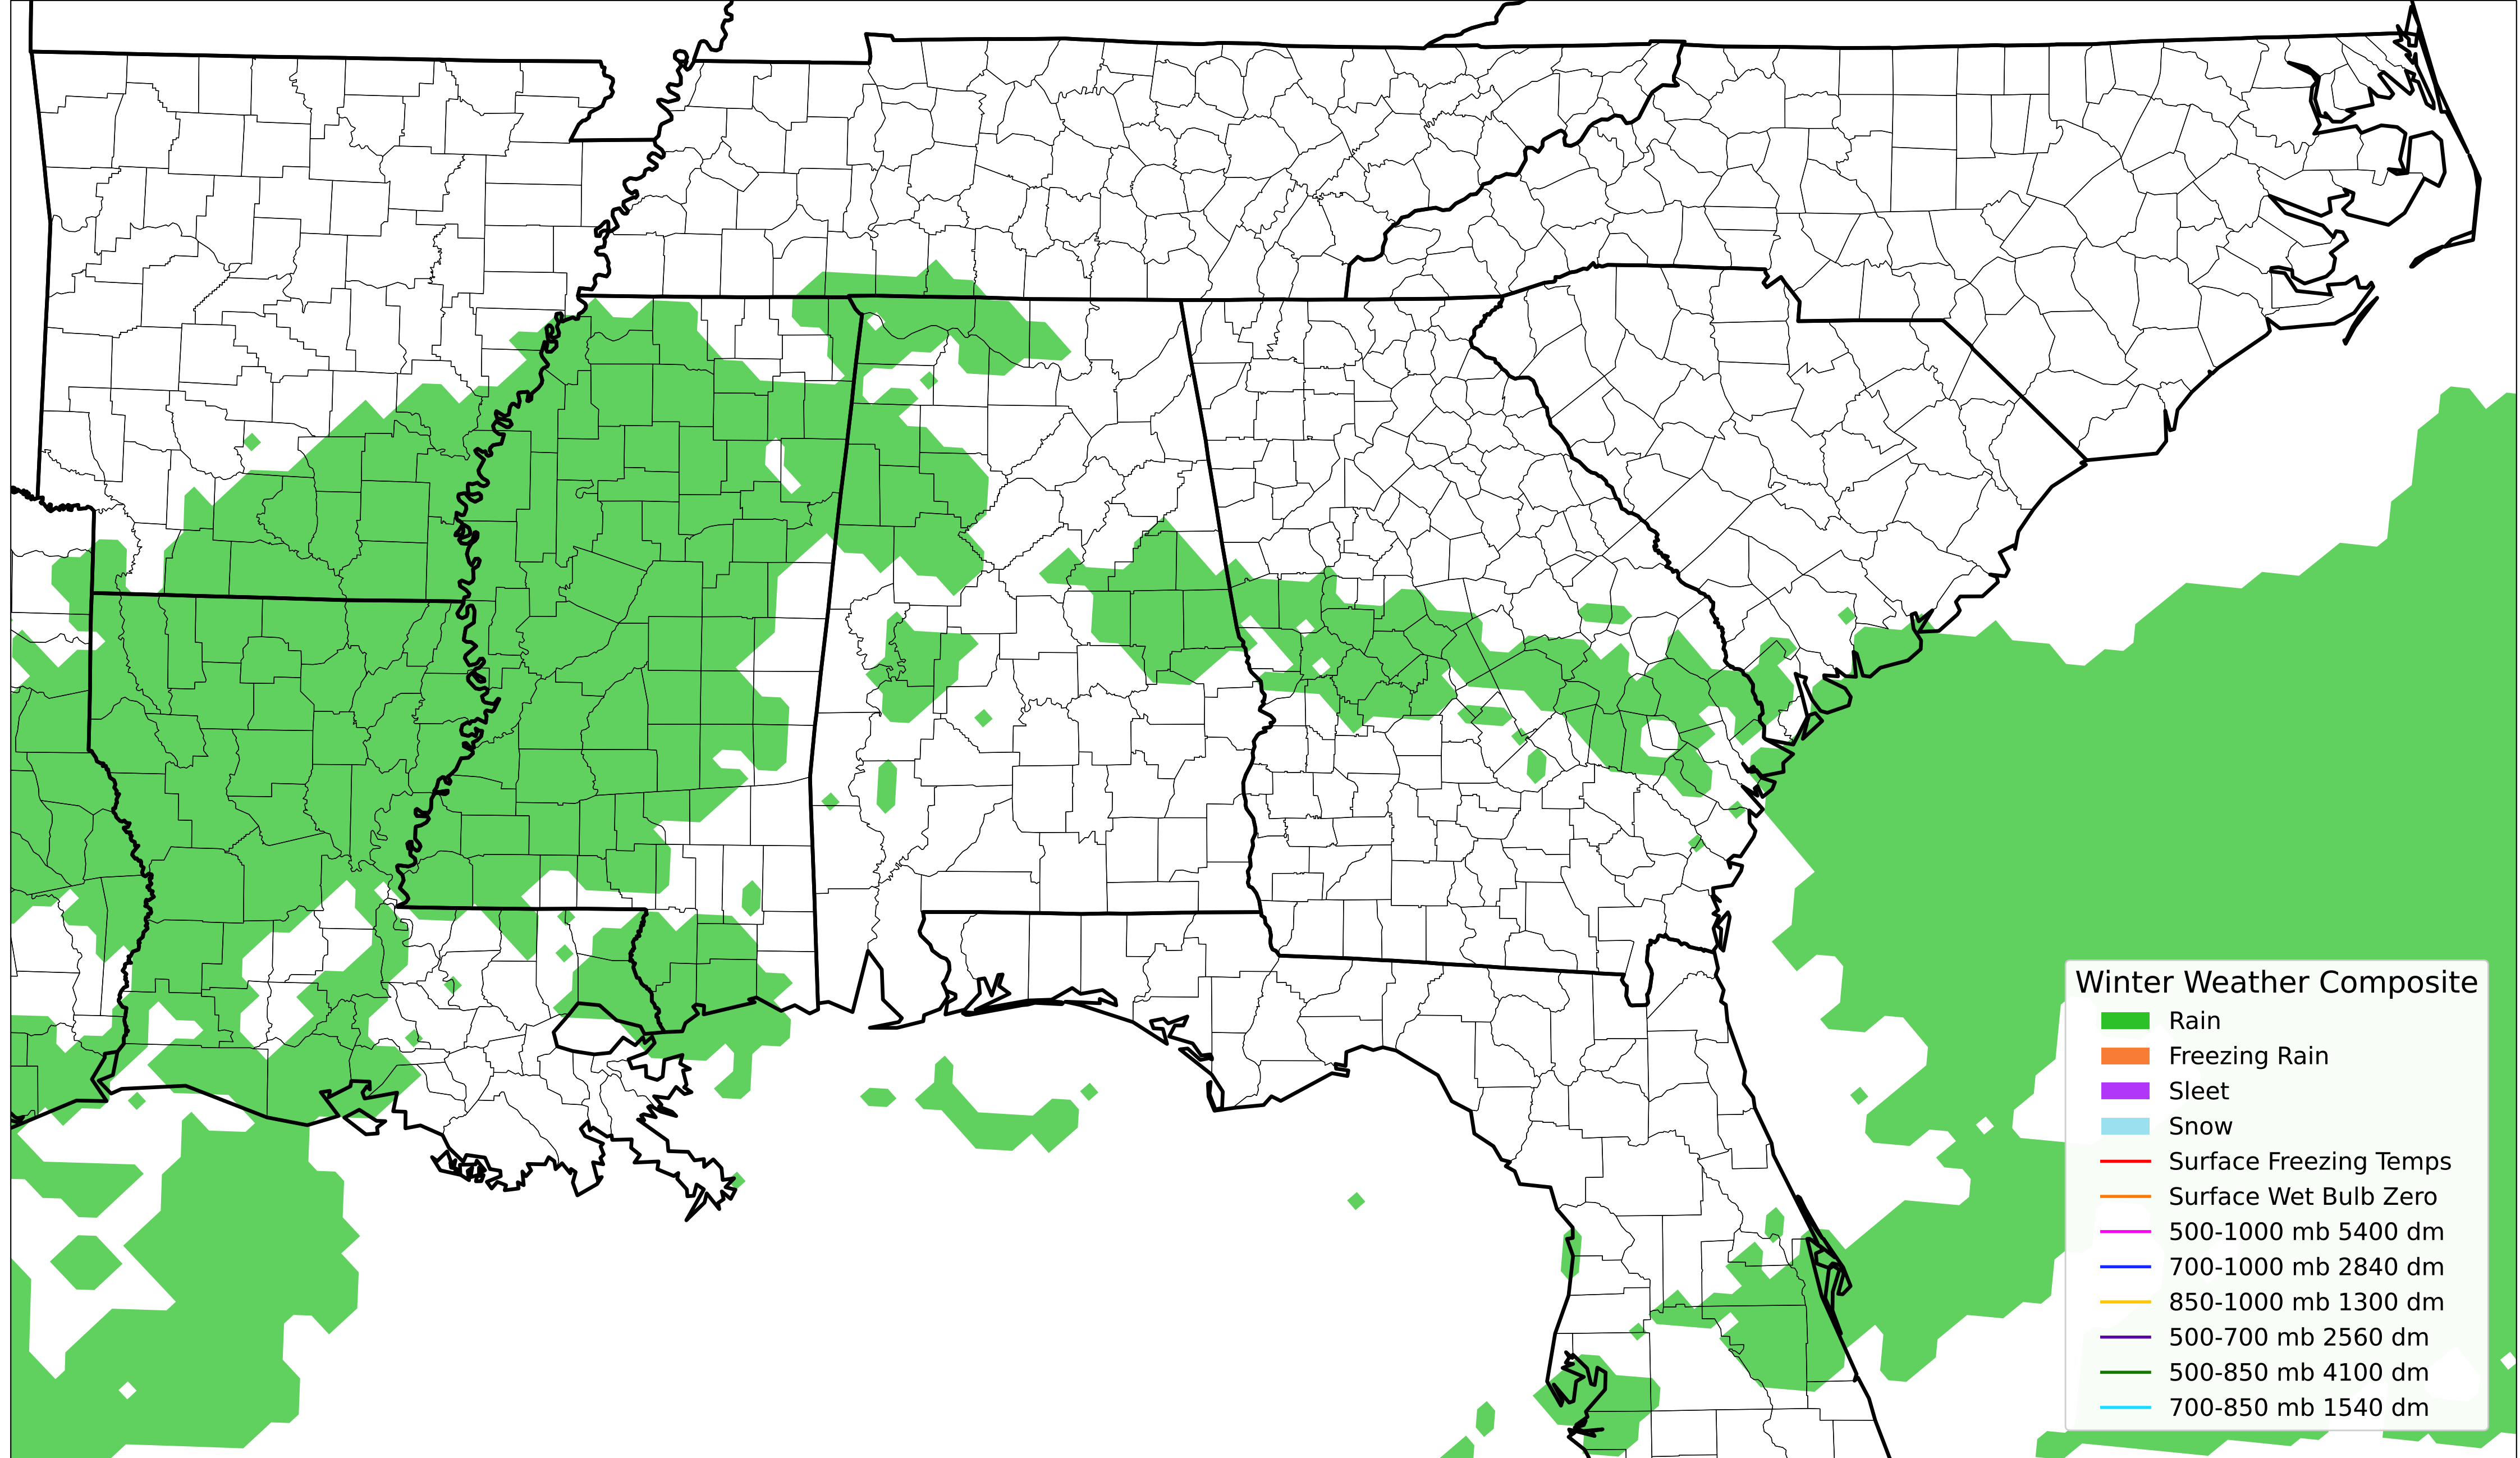 Winter Weather Composite
Rain
Freezing Rain
Sleet
Snow
Surface Freezing Temps
Surface Wet Bulb Zero
500-1000 mb 5400 dm
700-1000 mb 2840 dm
850-1000 mb 1300 dm
500-700 mb 2560 dm
500-850 mb 4100 dm
700-850 mb 1540 dm